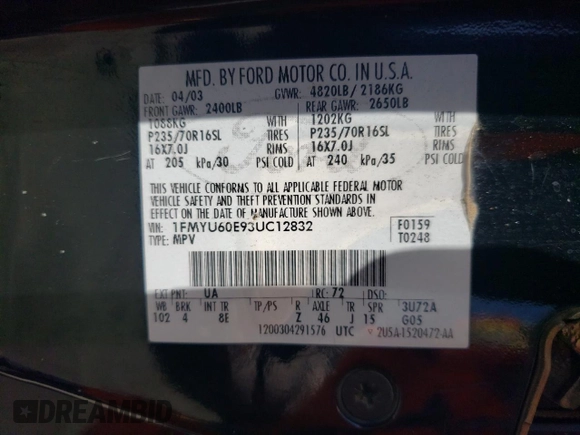 MFD. BY FORD MOTOR CO. IN U.S.A.
DATE 04/03 GVWR: 4820LB/ 2186KG
FRONT GAWR: 2400LB REAR GAWR: 2650LB
1088KG WITH 1202KG WITH
P235/70R16SL TIRES P235/70R16SL TIRES
16X7.0J RIMS 16X7.0J RIMS
AT 205 kPa/30 PSI COLD AT 240 kPa/35 PSI COLD
THIS VEHICLE CONFORMS TO ALL APPLICABLE FEDERAL MOTOR
VEHICLE SAFETY AND THEFT PREVENTION STANDARDS IN
EFFECT ON THE DATE OF MANUFACTURE SHOWN ABOVE.
VIN: 1FMYU60E93UC12832 F0159
TYPE: MPV T0248
EXT PNT: UA RC: 72 DSO:
WB BRK INT TR TP/PS R AXLE TR SPR 3U72A
102 4 8E Z 46 J 15 G05
1200304291576 UTC 2U5A-1520472-AA
DREAMBID